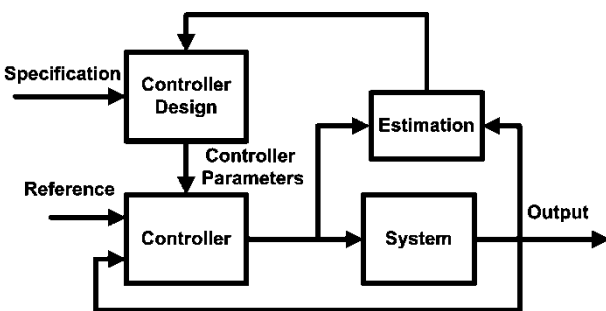 Specification
Controller
Design
Estimation
Controller
Parameters
Reference
Controller
System
Output